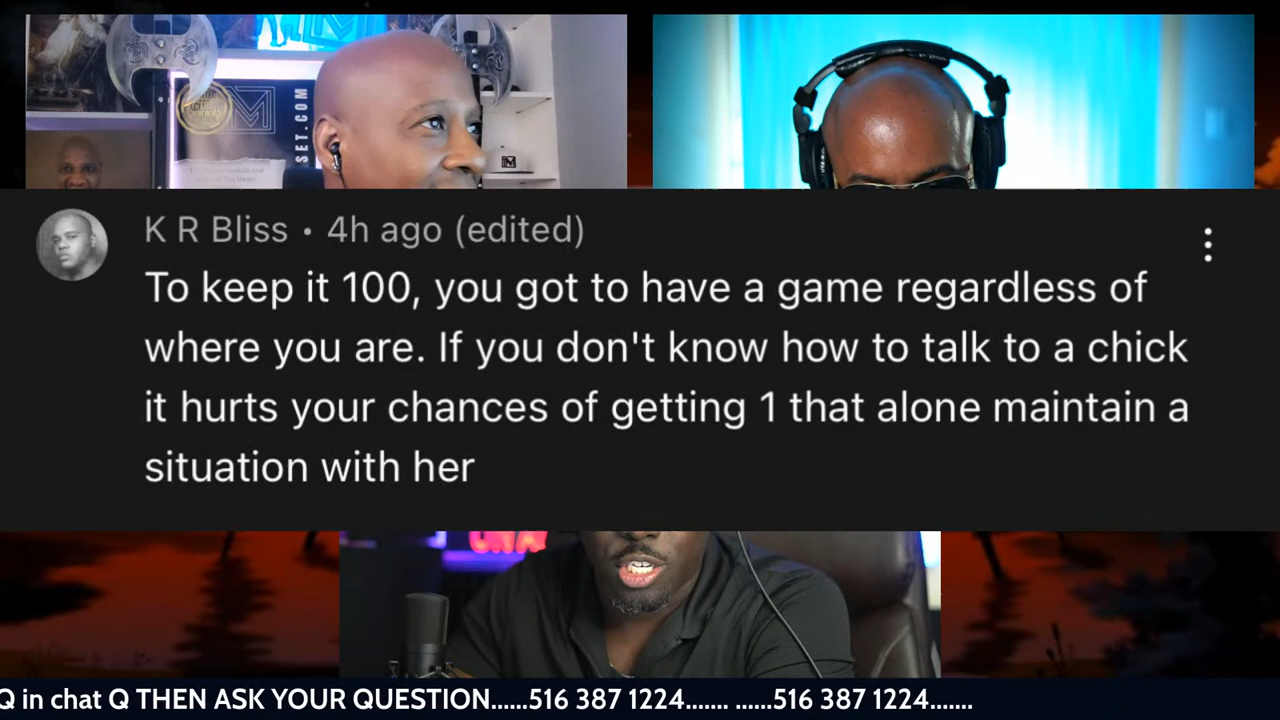 SET.COM
M
K R Bliss • 4h ago (edited)
To keep it 100, you got to have a game regardless of
where you are. If you don't know how to talk to a chick
it hurts your chances of getting 1 that alone maintain a
situation with her
Q in chat Q THEN ASK YOUR QUESTION......516 387 1224....... ......516 387 1224.......